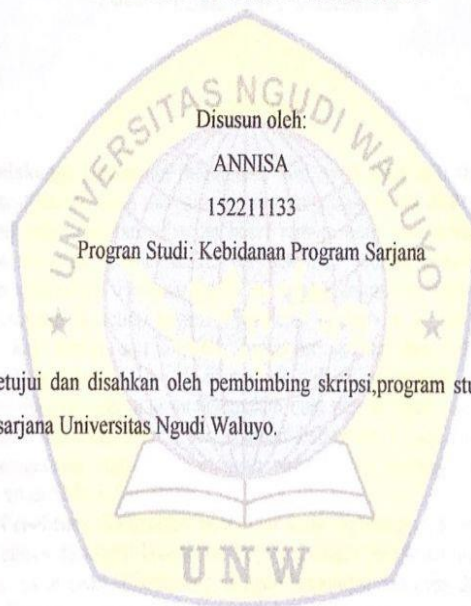 UNIVERSITAS NGUDI WALUYO
Disusun oleh:
ANNISA
152211133
Progran Studi: Kebidanan Program Sarjana
etujui dan disahkan oleh pembimbing skripsi,program stu
sarjana Universitas Ngudi Waluyo.
UNW